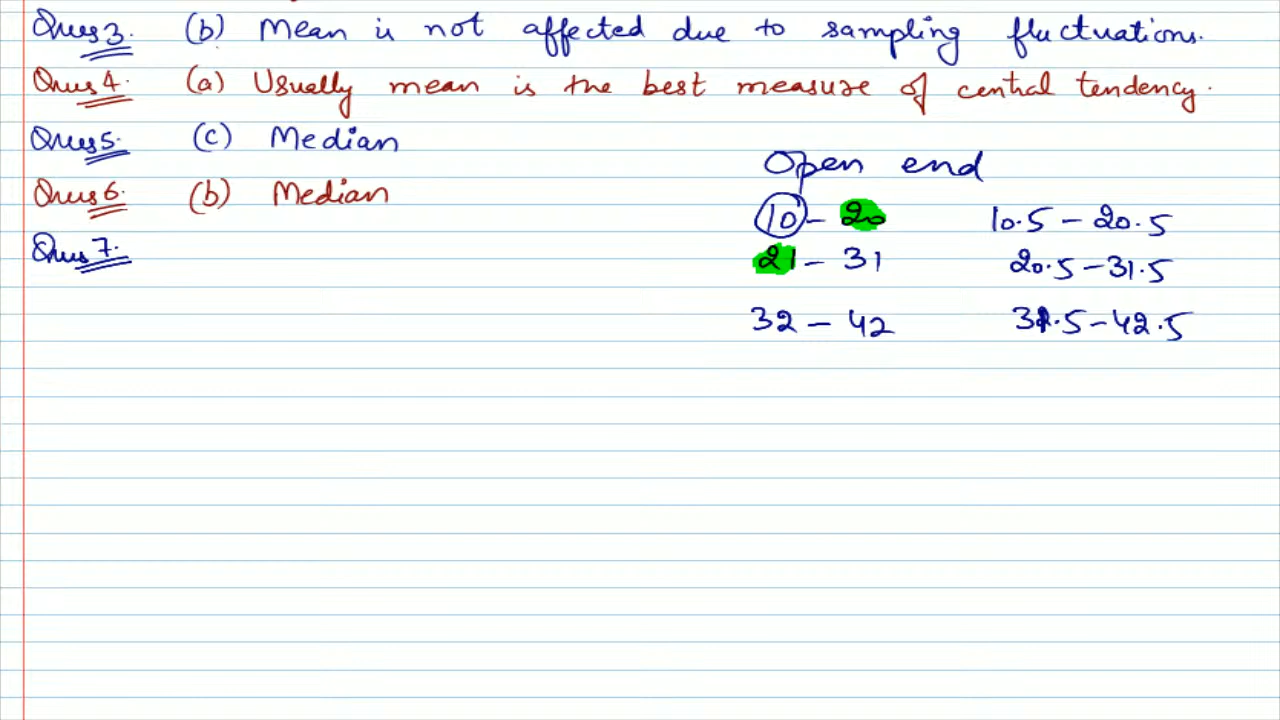 Ques 3. (b) Mean is not affected due to sampling fluctuations.
Ques 4. (a) Usually mean is the best measure of central tendency.
Ques 5. (c) Median
Ques 6. (b) Median
Ques 7.
Open end
10 - 20 10.5 - 20.5
21 - 31 20.5 - 31.5
32 - 42 31.5 - 42.5